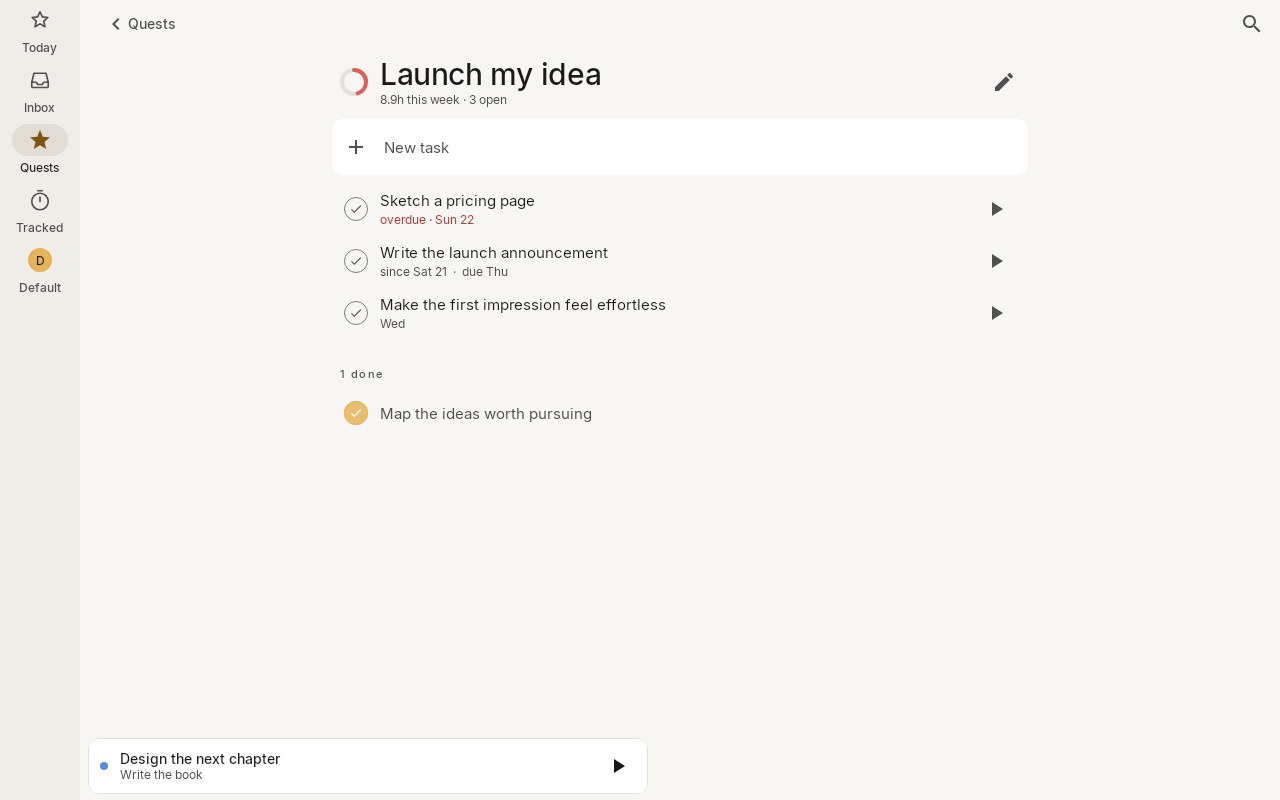 Today
Inbox
Quests
Tracked
D
Default
Quests
Launch my idea
8.9h this week · 3 open
New task
Sketch a pricing page
overdue · Sun 22
Write the launch announcement
since Sat 21 · due Thu
Make the first impression feel effortless
Wed
1 done
Map the ideas worth pursuing
Design the next chapter
Write the book